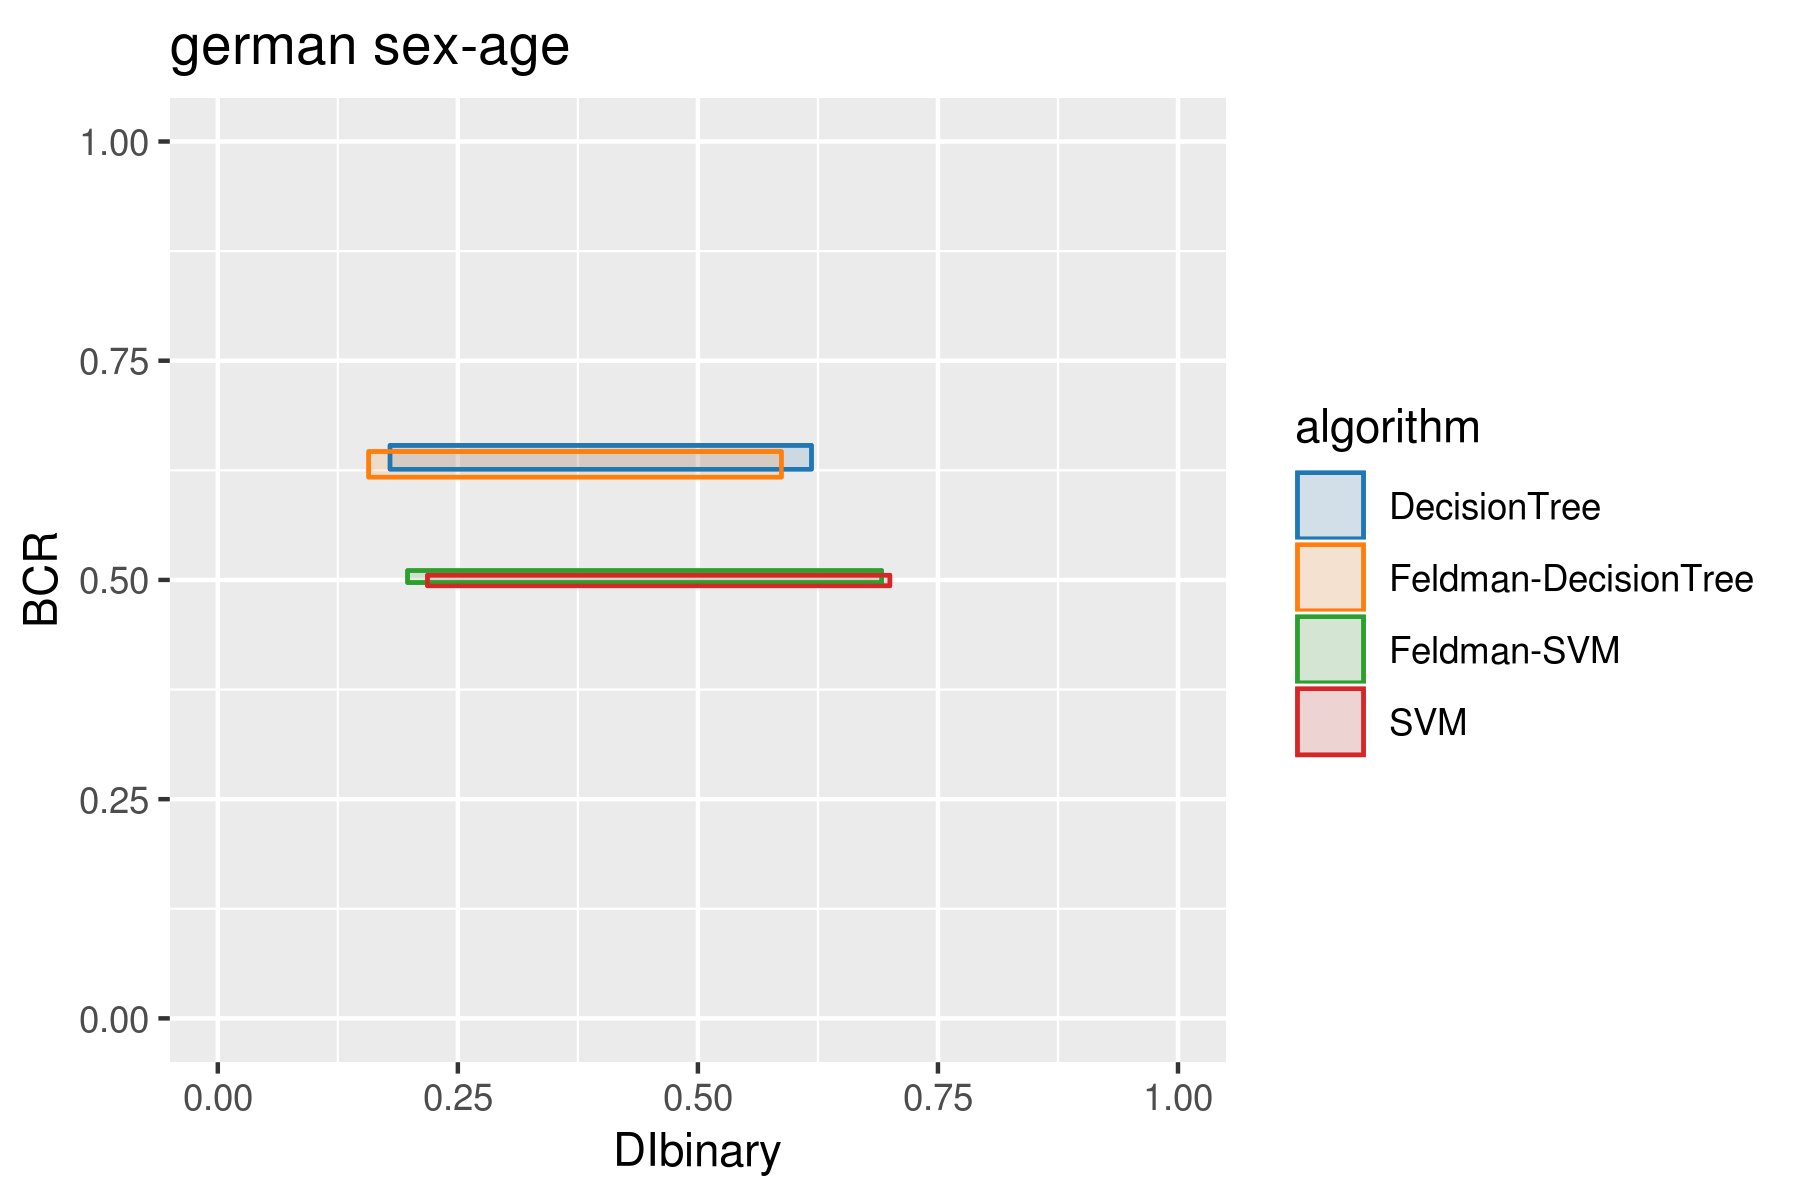 german sex-age
BCR
1.00
0.75
0.50
0.25
0.00
0.00 0.25 0.50 0.75 1.00
DIbinary
algorithm
DecisionTree
Feldman-DecisionTree
Feldman-SVM
SVM